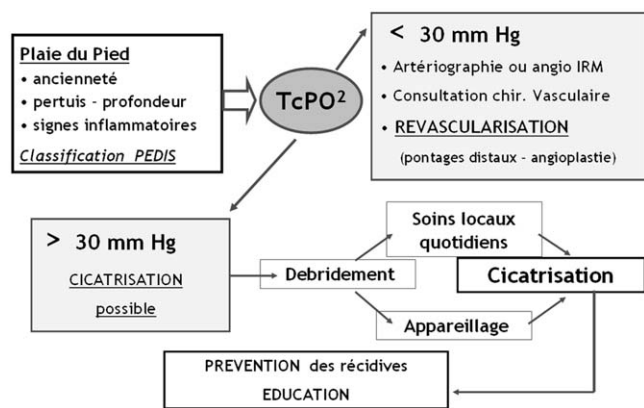 Plaie du Pied
• ancienneté
• pertuis - profondeur
• signes inflammatoires
Classification PEDIS
TcPO²
< 30 mm Hg
• Artériographie ou angio IRM
• Consultation chir. Vasculaire
• REVASCULARISATION
(pontages distaux - angioplastie)
> 30 mm Hg
CICATRISATION
possible
Debridement
Soins locaux
quotidiens
Appareillage
Cicatrisation
PREVENTION des récidives
EDUCATION